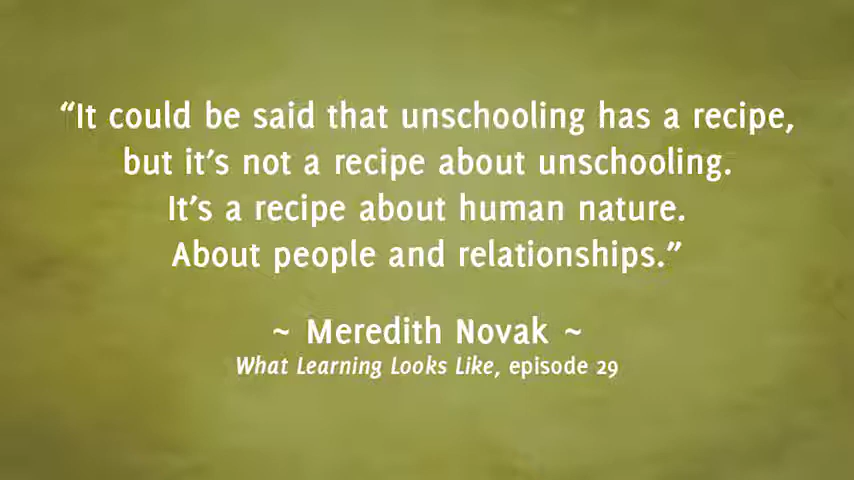 “It could be said that unschooling has a recipe,
but it’s not a recipe about unschooling.
It’s a recipe about human nature.
About people and relationships.”
~ Meredith Novak ~
What Learning Looks Like, episode 29